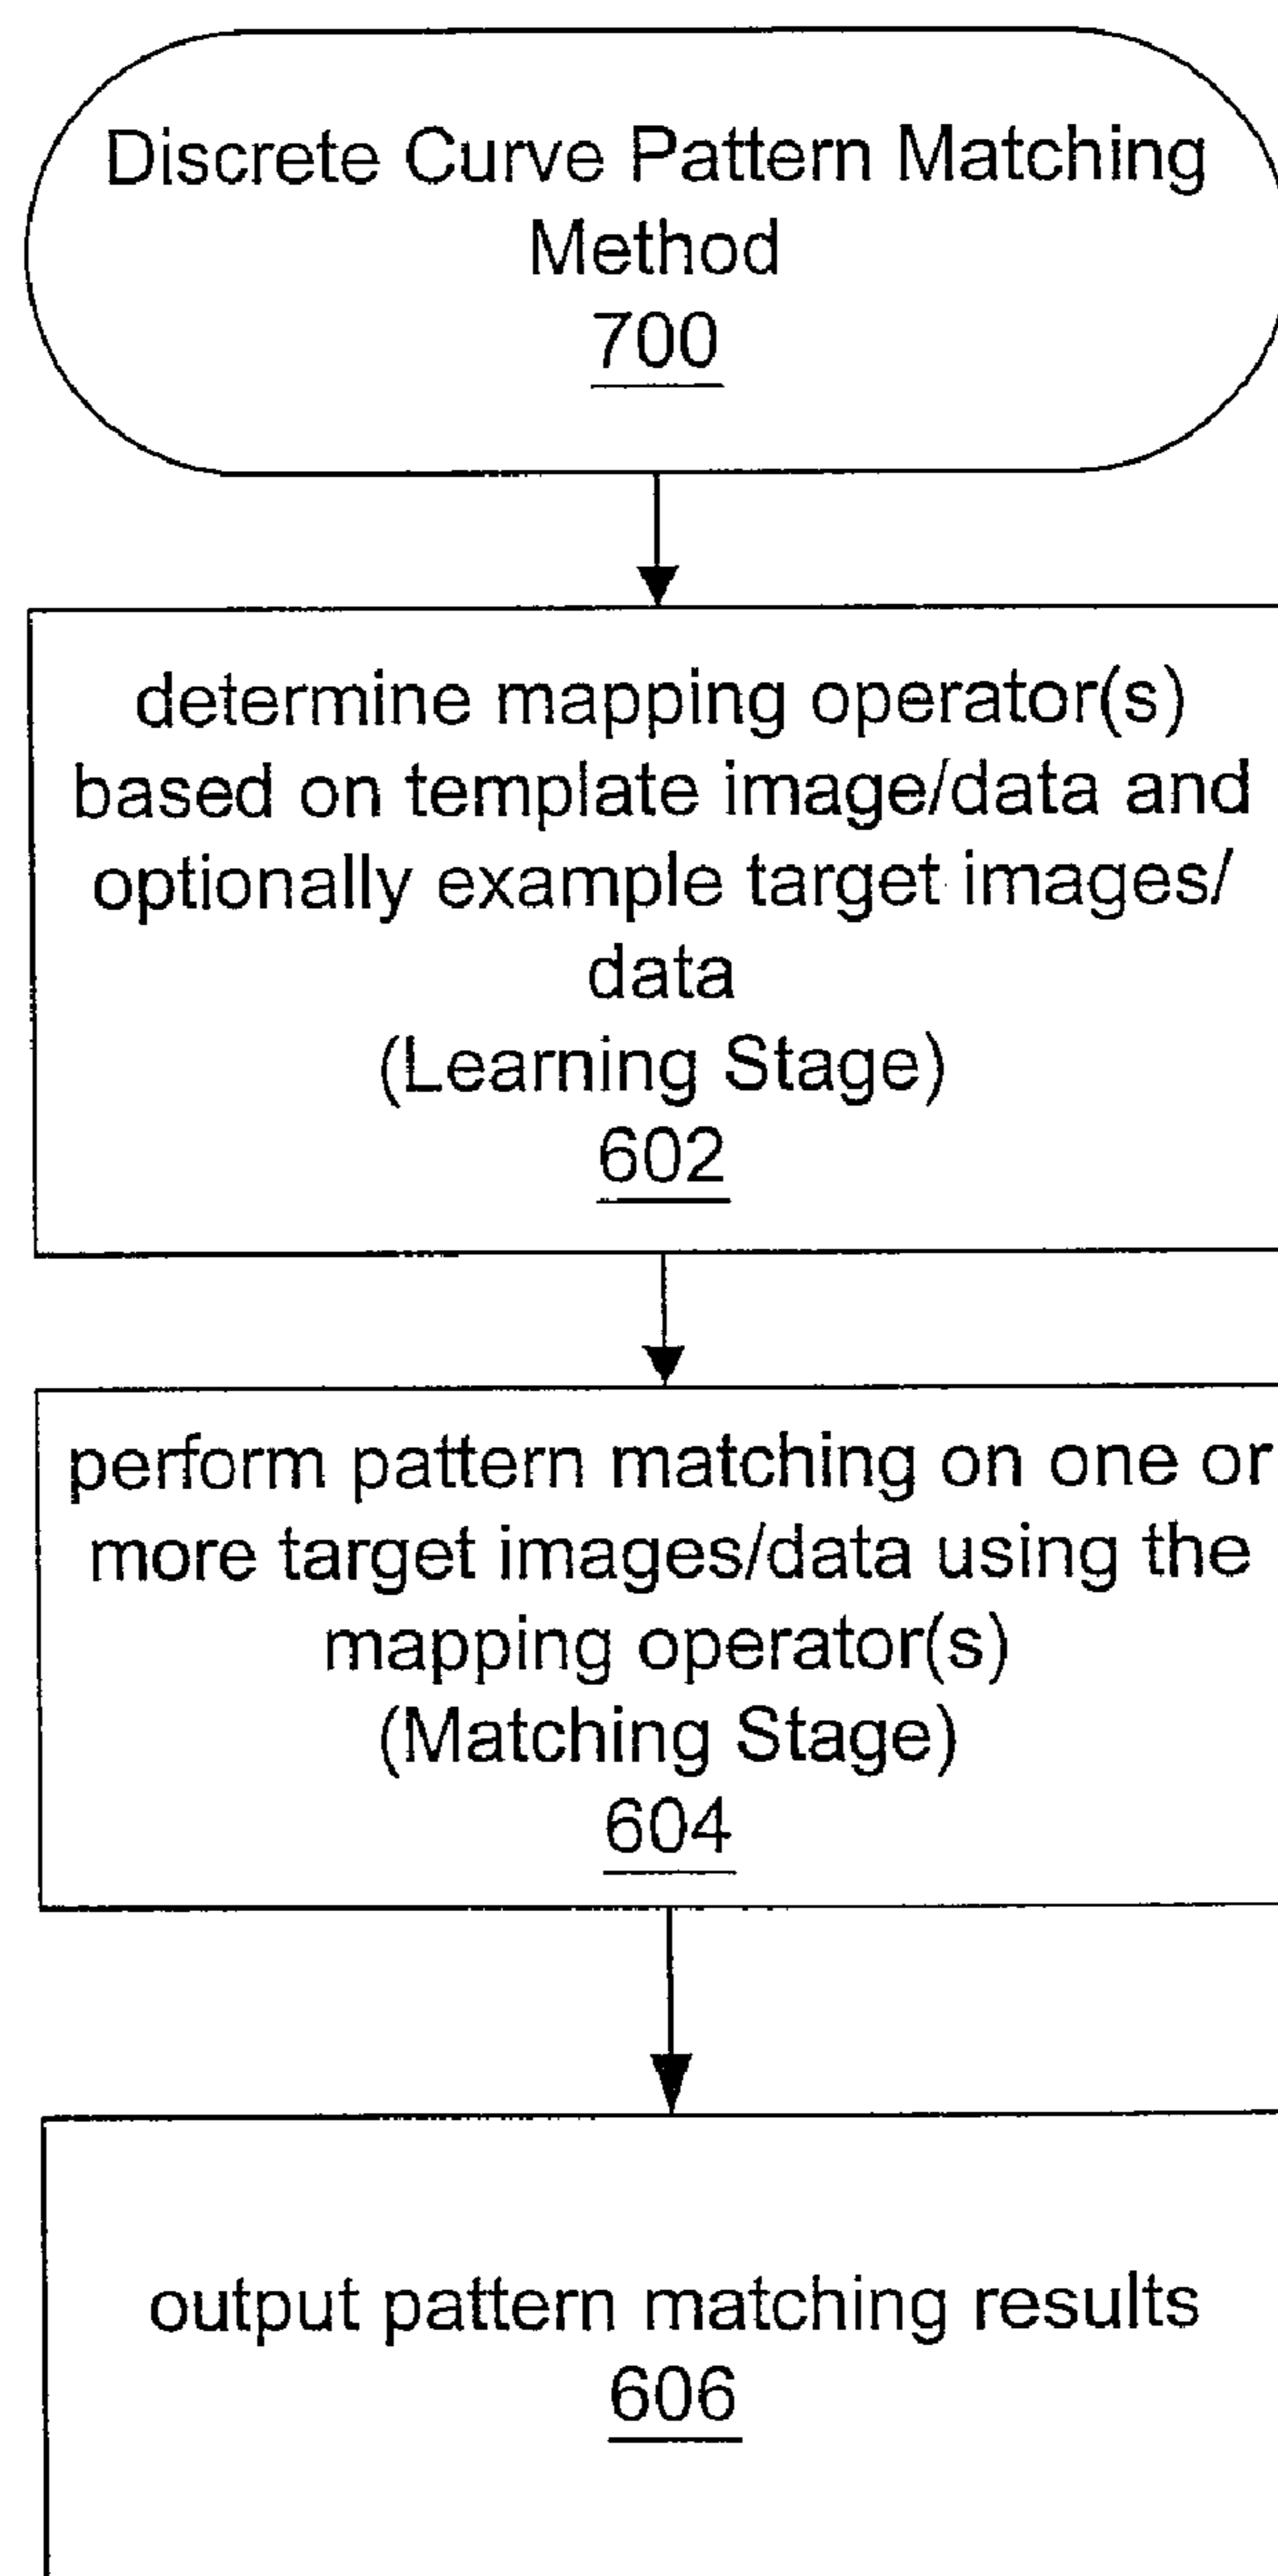 Discrete Curve Pattern Matching
Method
700
determine mapping operator(s)
based on template image/data and
optionally example target images/
data
(Learning Stage)
602
perform pattern matching on one or
more target images/data using the
mapping operator(s)
(Matching Stage)
604
output pattern matching results
606